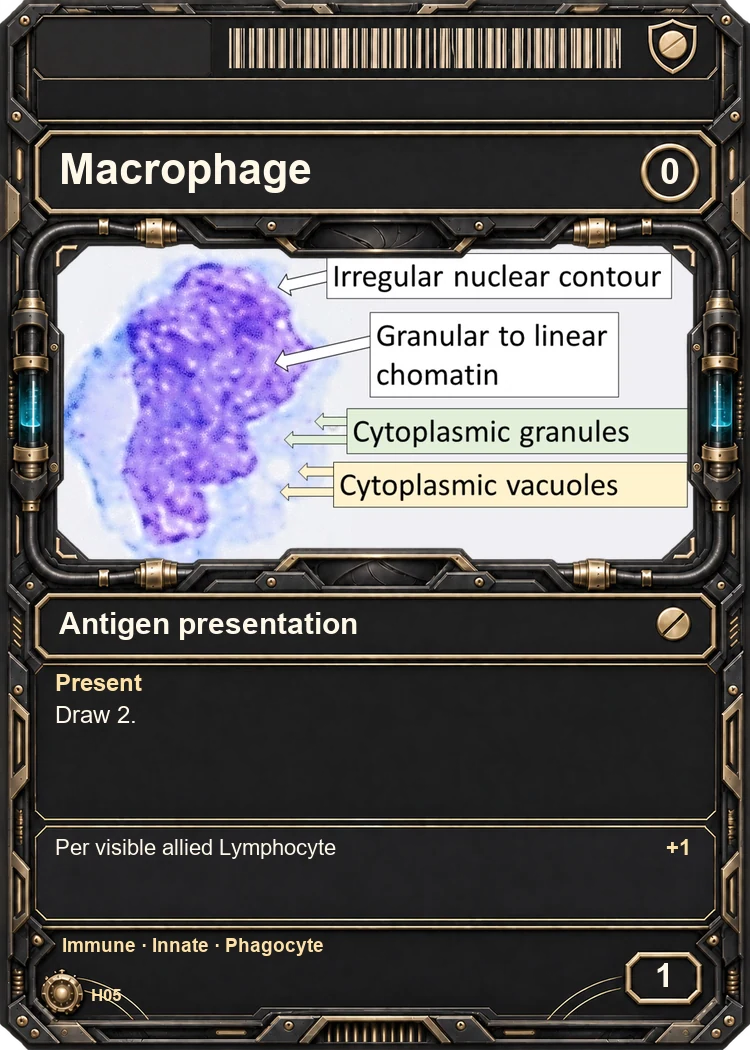 Macrophage
0
Irregular nuclear contour
Granular to linear
chomatin
Cytoplasmic granules
Cytoplasmic vacuoles
Antigen presentation
Present
Draw 2.
Per visible allied Lymphocyte +1
Immune · Innate · Phagocyte
H05
1